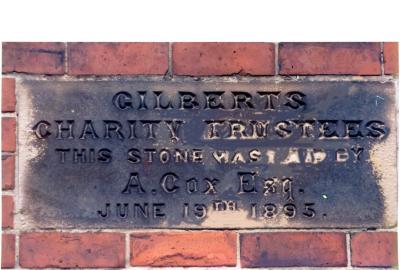 GILBERTS
CHARITY TRUSTEES
THIS STONE WAS LAID BY
A. COX ESQ.
JUNE 19TH 1895.